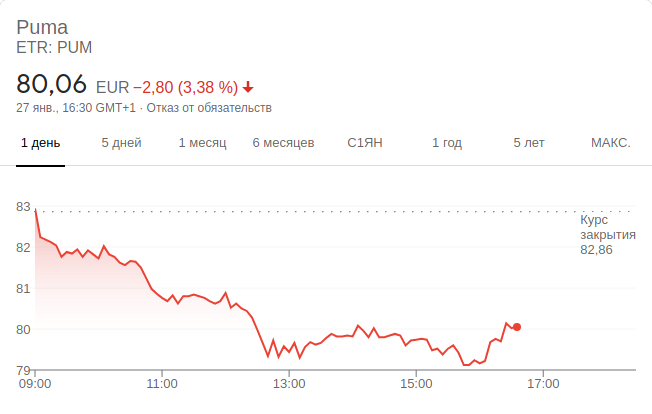 Puma
ETR: PUM
80,06 EUR −2,80 (3,38 %)
27 янв., 16:30 GMT+1 · Отказ от обязательств
1 день 5 дней 1 месяц 6 месяцев С1ЯН 1 год 5 лет МАКС.
83
Курс
закрытия
82,86
82
81
80
79
09:00 11:00 13:00 15:00 17:00